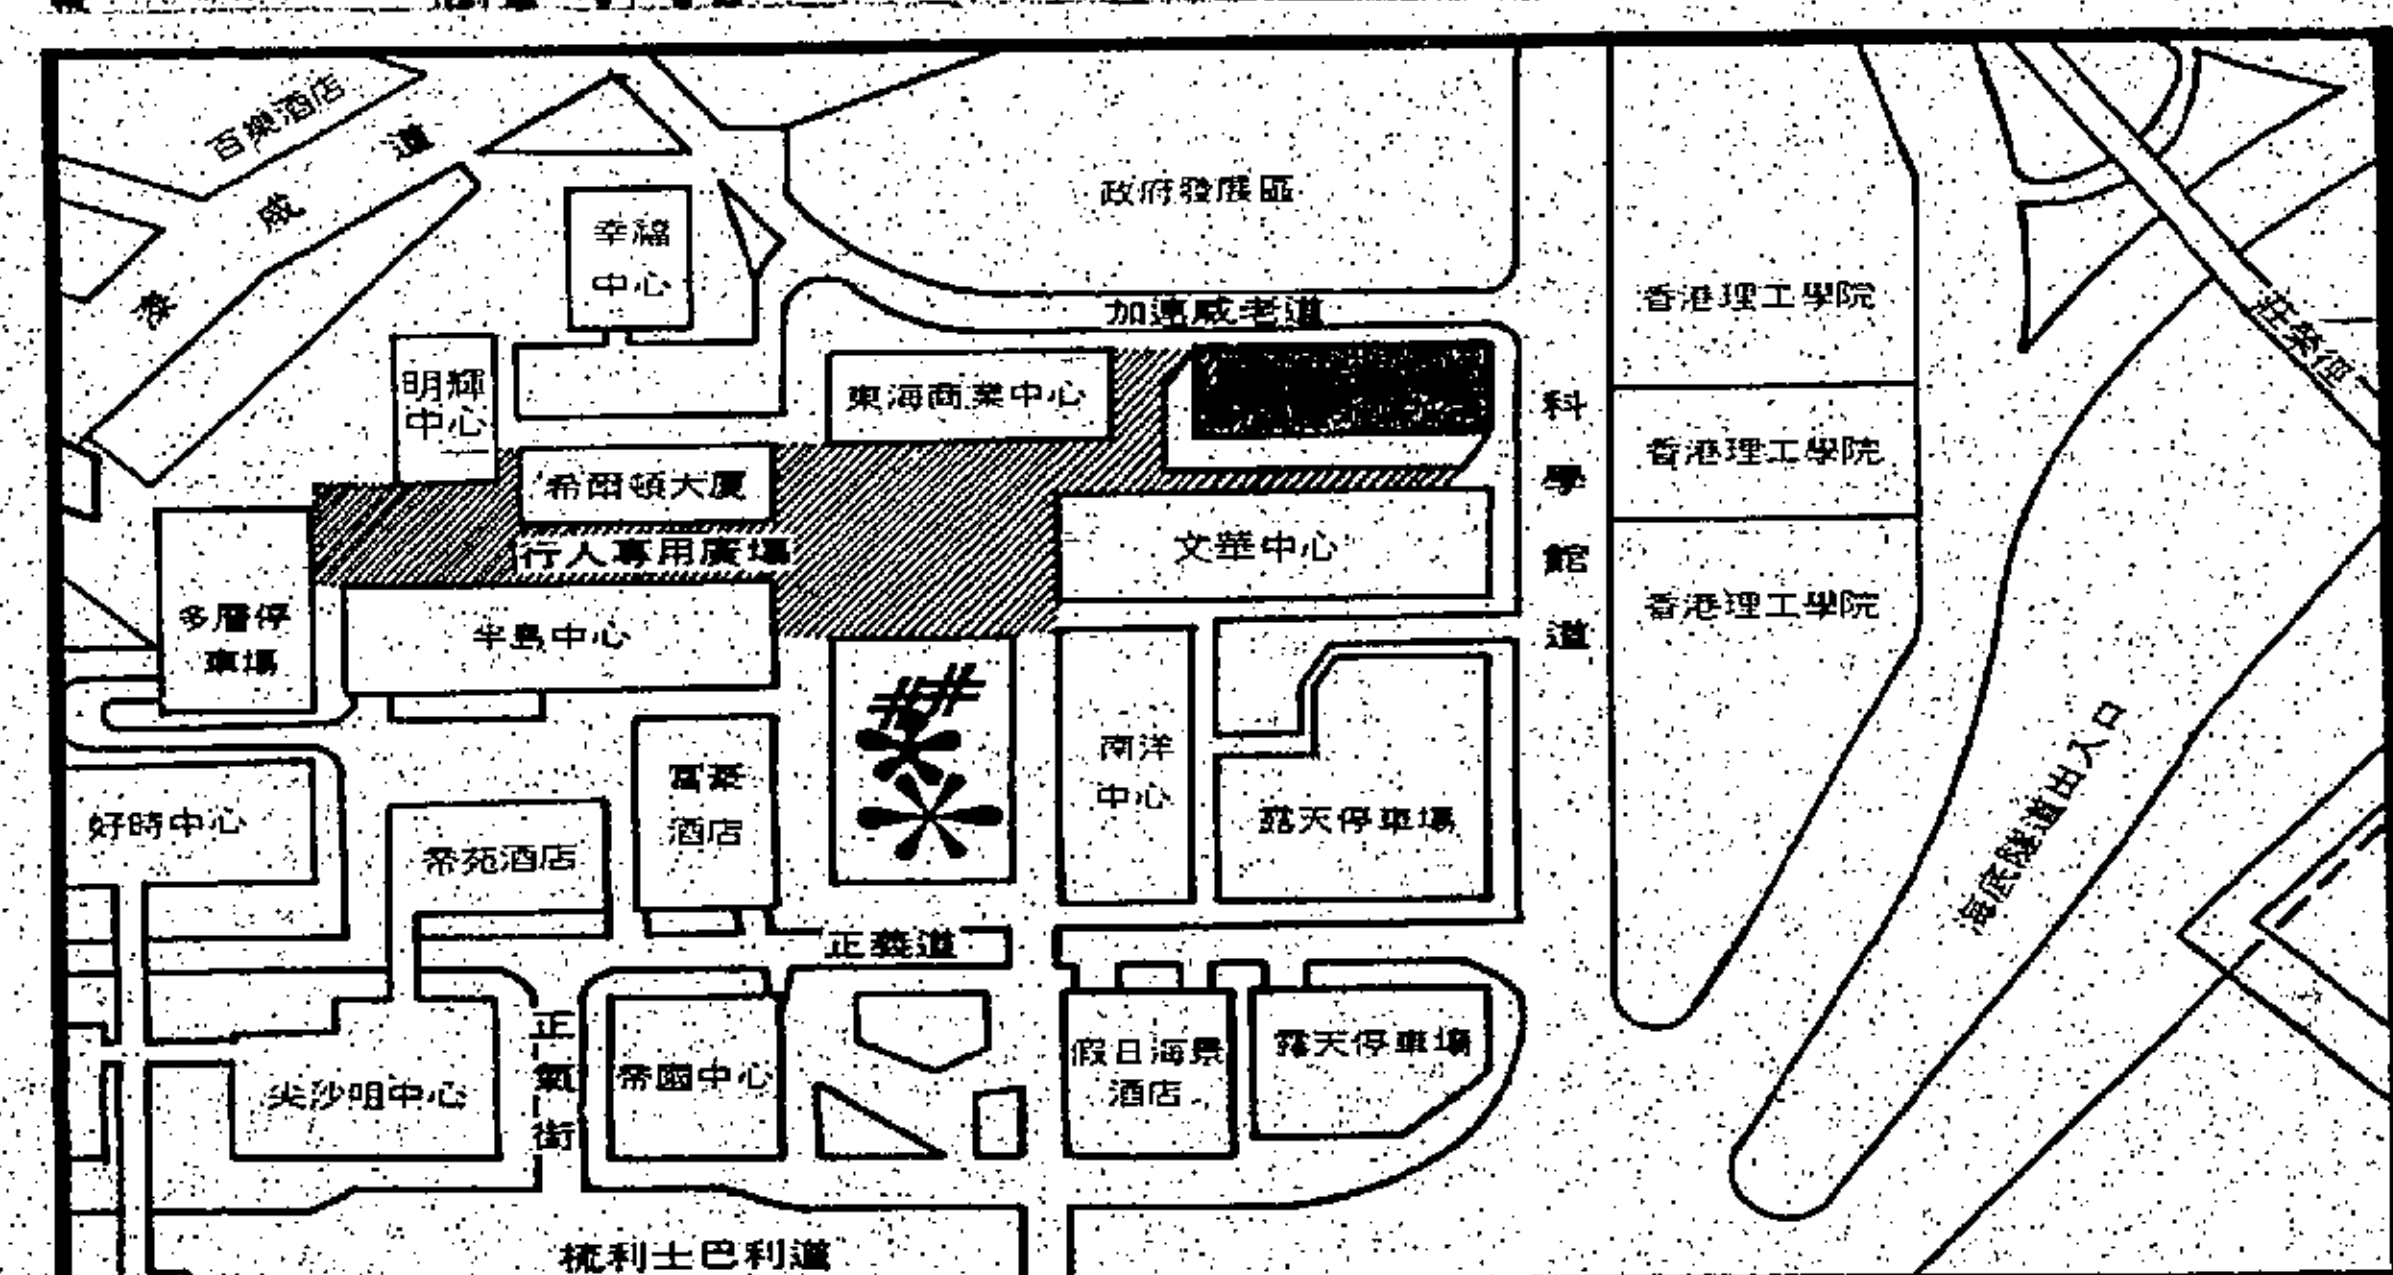 百樂酒店
漆咸道
幸福
中心
政府發展區
加連威老道
香港理工學院
莊榮徑
明輝
中心
東海商業中心
科學館道
香港理工學院
希爾頓大廈
行人專用廣場
文華中心
香港理工學院
多層停
車場
半島中心
富豪
酒店
南洋
中心
海底隧道出入口
好時中心
帝苑酒店
露天停車場
正義道
正氣街
尖沙咀中心
帝國中心
假日海景
酒店
露天停車場
梳利士巴利道